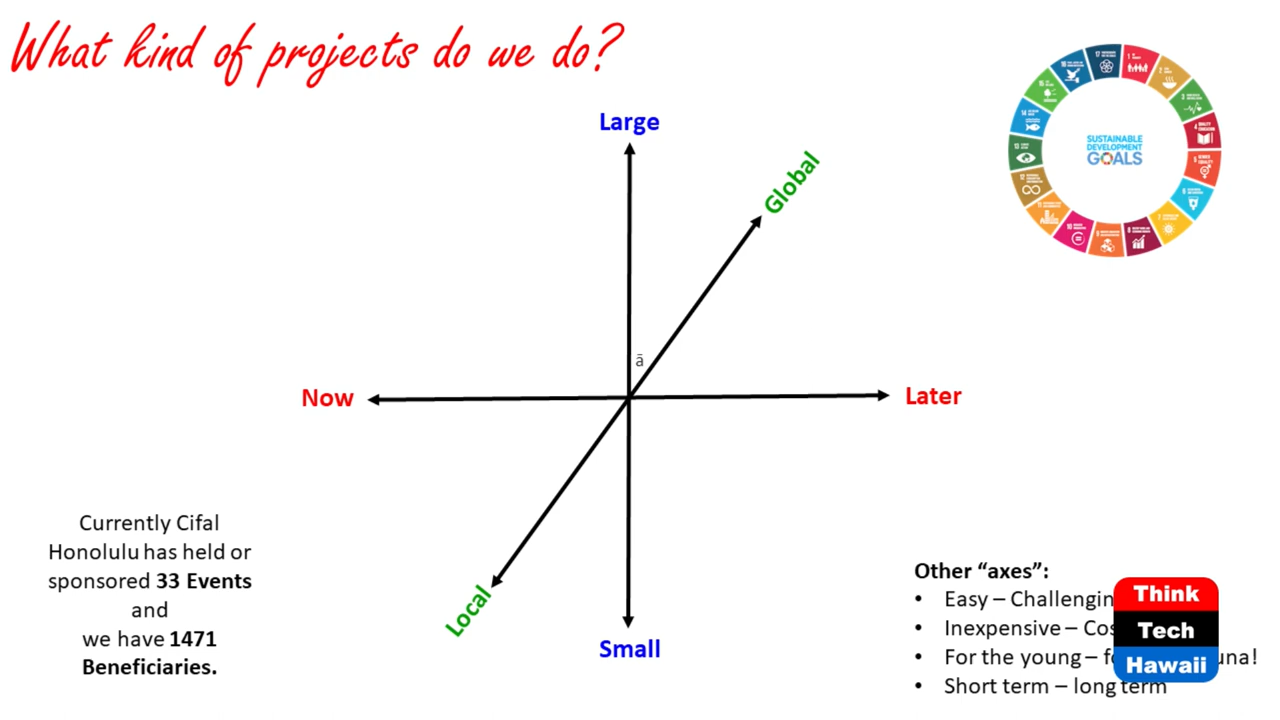 What kind of projects do we do?
Large
Global
SUSTAINABLE
DEVELOPMENT
GOALS
ā
Now
Later
Local
Small
Currently Cifal
Honolulu has held or
sponsored 33 Events
and
we have 1471
Beneficiaries.
Other “axes”:
• Easy – Challengin
• Inexpensive – Cos
• For the young – f una!
• Short term – long term
Think
Tech
Hawaii